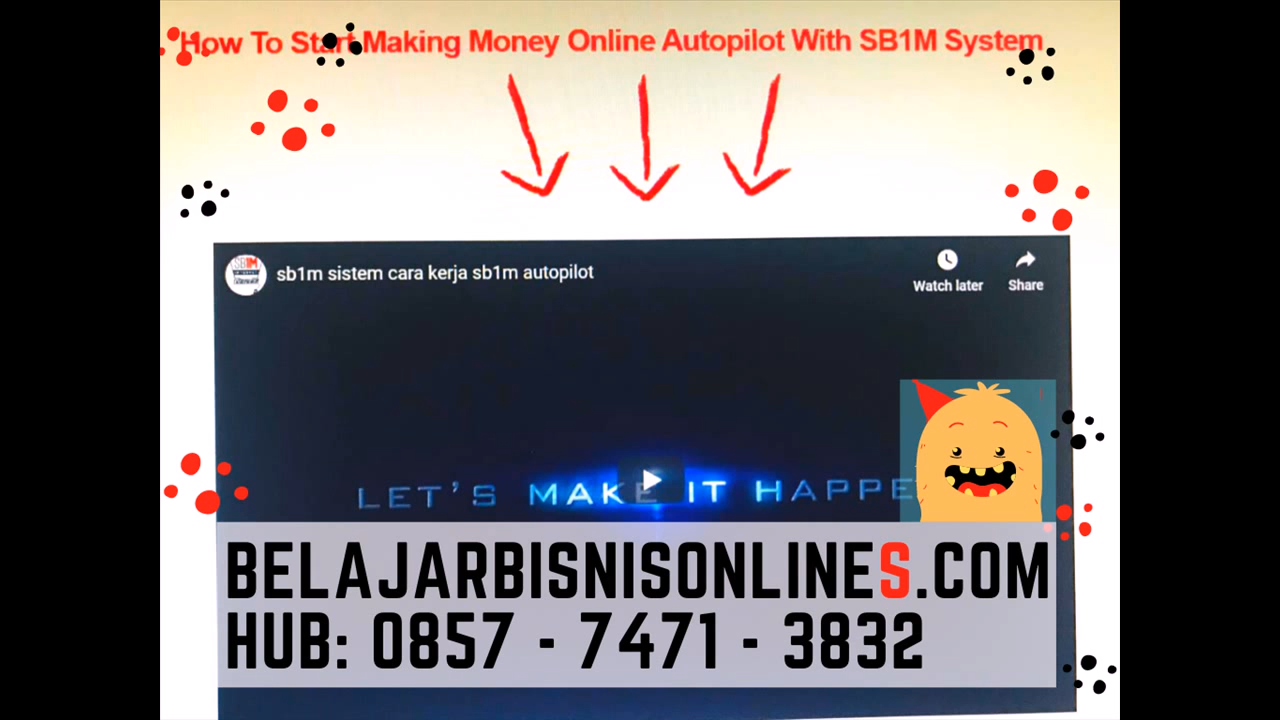 How To Start Making Money Online Autopilot With SB1M System
SB1M
sb1m sistem cara kerja sb1m autopilot
Watch later
Share
LET'S MAKE IT HAPPE
BELAJARBISNISONLINES.COM
HUB: 0857 - 7471 - 3832